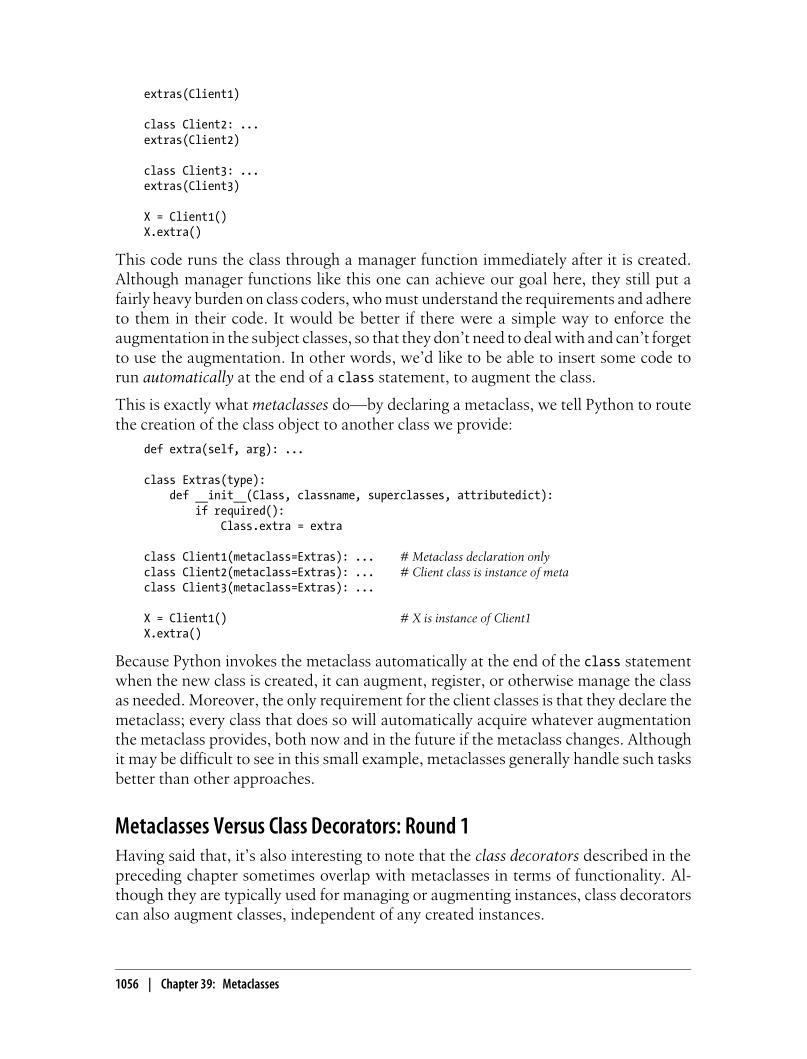 extras(Client1)
class Client2: ...
extras(Client2)
class Client3: ...
extras(Client3)
X = Client1()
X.extra()
This code runs the class through a manager function immediately after it is created.
Although manager functions like this one can achieve our goal here, they still put a
fairly heavy burden on class coders, who must understand the requirements and adhere
to them in their code. It would be better if there were a simple way to enforce the
augmentation in the subject classes, so that they don’t need to deal with and can’t forget
to use the augmentation. In other words, we’d like to be able to insert some code to
run automatically at the end of a class statement, to augment the class.
This is exactly what metaclasses do—by declaring a metaclass, we tell Python to route
the creation of the class object to another class we provide:
def extra(self, arg): ...
class Extras(type):
    def __init__(Class, classname, superclasses, attributedict):
        if required():
            Class.extra = extra
class Client1(metaclass=Extras): ...    # Metaclass declaration only
class Client2(metaclass=Extras): ...    # Client class is instance of meta
class Client3(metaclass=Extras): ...
X = Client1()    # X is instance of Client1
X.extra()
Because Python invokes the metaclass automatically at the end of the class statement
when the new class is created, it can augment, register, or otherwise manage the class
as needed. Moreover, the only requirement for the client classes is that they declare the
metaclass; every class that does so will automatically acquire whatever augmentation
the metaclass provides, both now and in the future if the metaclass changes. Although
it may be difficult to see in this small example, metaclasses generally handle such tasks
better than other approaches.
Metaclasses Versus Class Decorators: Round 1
Having said that, it’s also interesting to note that the class decorators described in the
preceding chapter sometimes overlap with metaclasses in terms of functionality. Al-
though they are typically used for managing or augmenting instances, class decorators
can also augment classes, independent of any created instances.
1056 | Chapter 39: Metaclasses